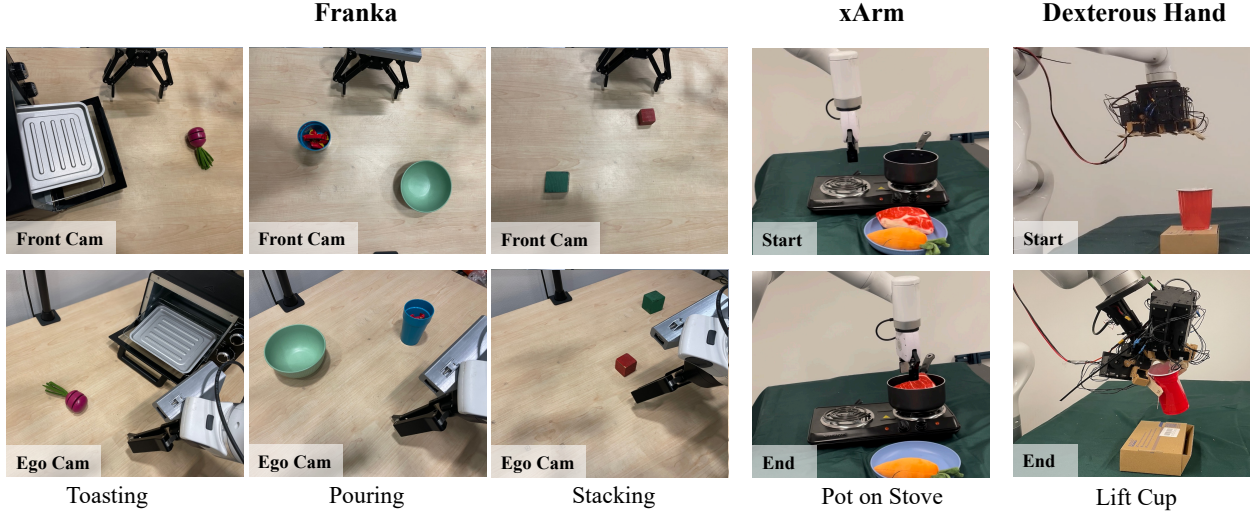 Franka
xArm
Dexterous Hand
Front Cam
Front Cam
Front Cam
Start
Start
Ego Cam
Ego Cam
Ego Cam
End
End
Toasting
Pouring
Stacking
Pot on Stove
Lift Cup